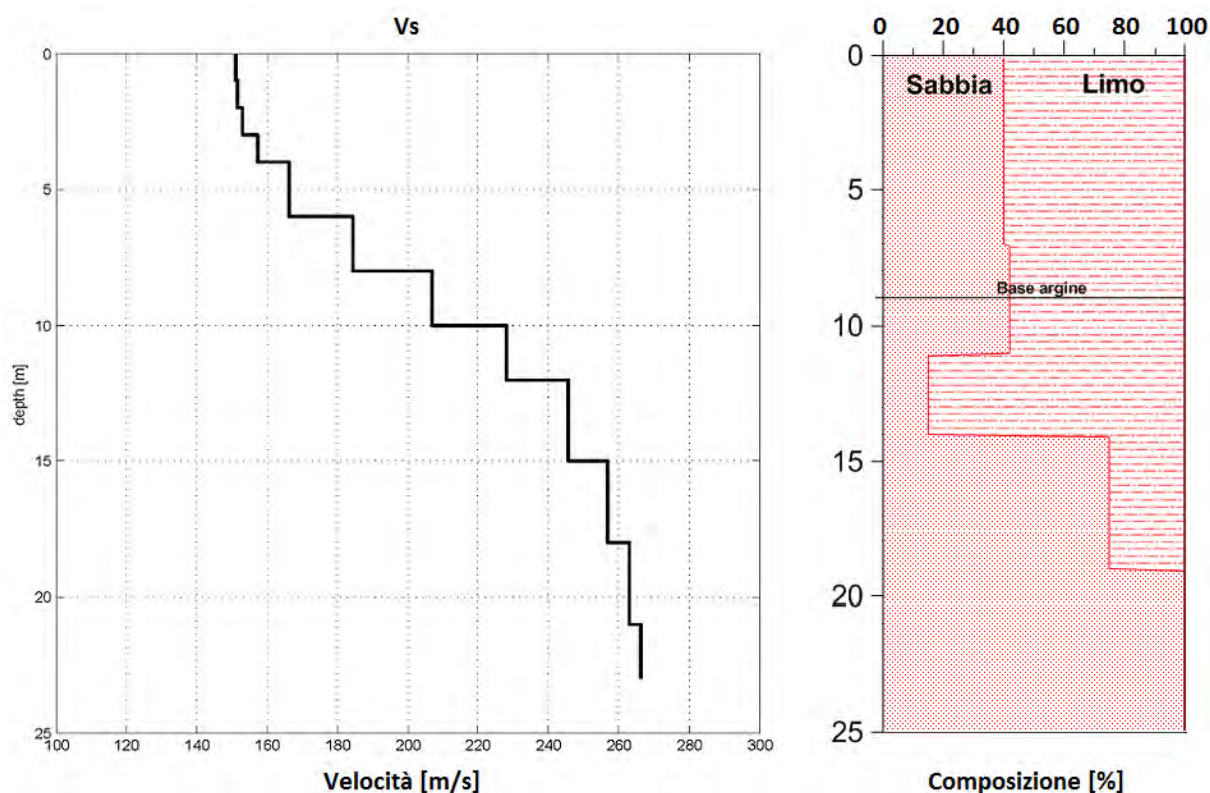 Vs
0
5
10
15
20
25
depth [m]
100 120 140 160 180 200 220 240 260 280 300
Velocità [m/s]
0 20 40 60 80 100
0
Sabbia Limo
5
Base argine
10
15
20
25
Composizione [%]